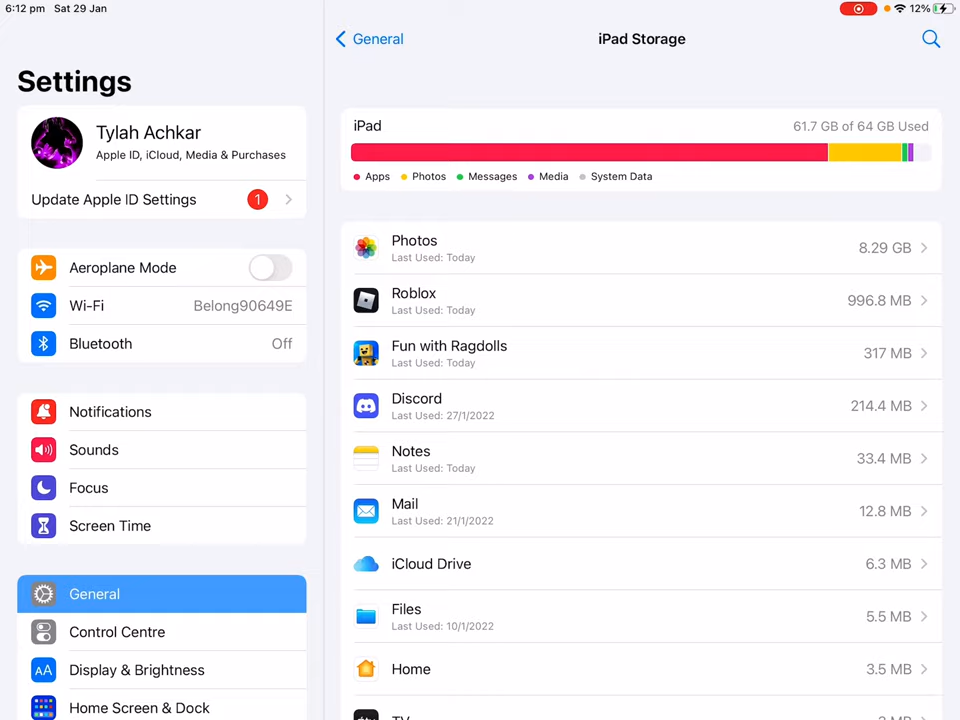 6:12 pm Sat 29 Jan
12%
Settings
Tylah Achkar
Apple ID, iCloud, Media & Purchases
Update Apple ID Settings 1
Aeroplane Mode
Wi-Fi Belong90649E
Bluetooth Off
Notifications
Sounds
Focus
Screen Time
General
Control Centre
AA Display & Brightness
Home Screen & Dock
General
iPad Storage
iPad 61.7 GB of 64 GB Used
Apps Photos Messages Media System Data
Photos 8.29 GB
Last Used: Today
Roblox 996.8 MB
Last Used: Today
Fun with Ragdolls 317 MB
Last Used: Today
Discord 214.4 MB
Last Used: 27/1/2022
Notes 33.4 MB
Last Used: Today
Mail 12.8 MB
Last Used: 21/1/2022
iCloud Drive 6.3 MB
Files 5.5 MB
Last Used: 10/1/2022
Home 3.5 MB
TV